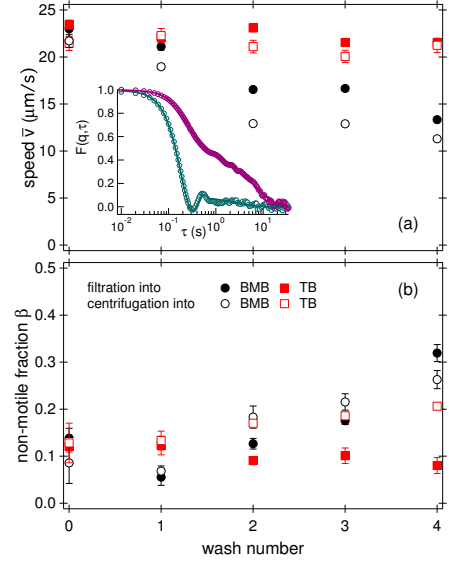 25
20
15
10
5
0
speed v̄ (μm/s)
1.0
0.8
0.6
0.4
0.2
0.0
F(q,τ)
10⁻² 10⁻¹ 10⁰ 10¹
τ (s)
(a)
0.5
0.4
0.3
0.2
0.1
0.0
non-motile fraction β
filtration into BMB TB
centrifugation into BMB TB
(b)
0 1 2 3 4
wash number